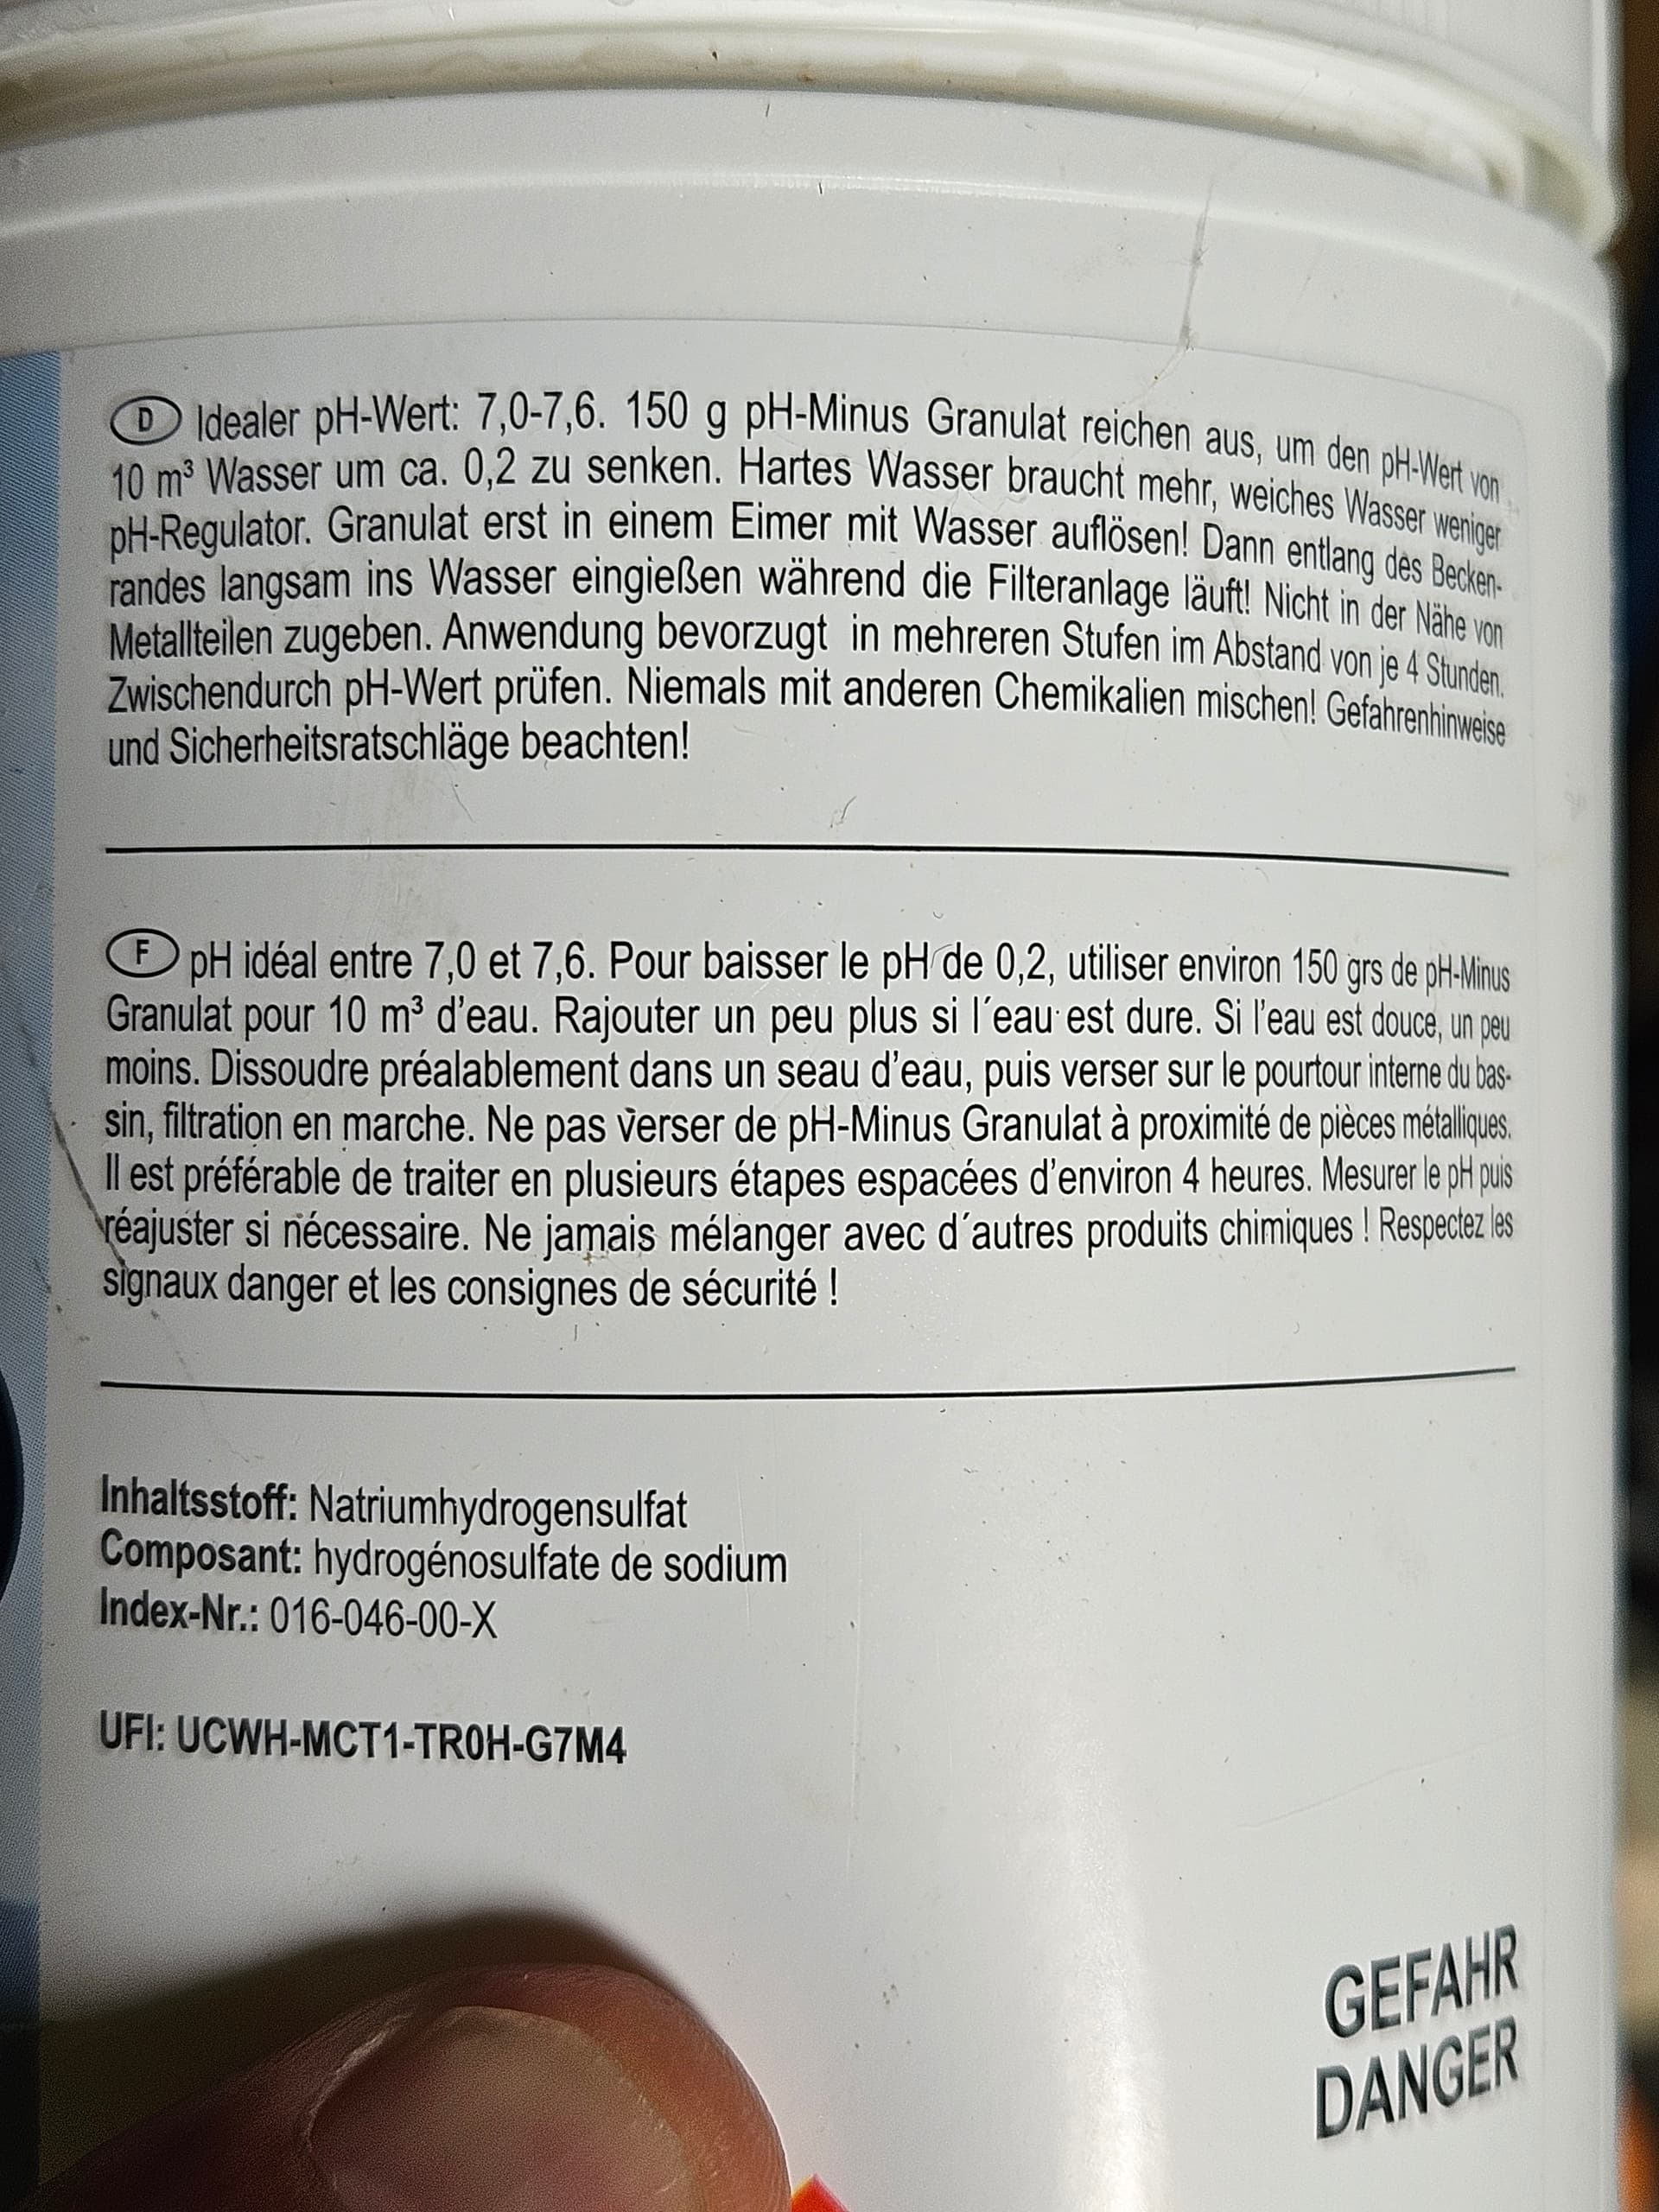 D Idealer pH-Wert: 7,0-7,6. 150 g pH-Minus Granulat reichen aus, um den pH-Wert von
10 m³ Wasser um ca. 0,2 zu senken. Hartes Wasser braucht mehr, weiches Wasser weniger
pH-Regulator. Granulat erst in einem Eimer mit Wasser auflösen! Dann entlang des Becken-
randes langsam ins Wasser eingießen während die Filteranlage läuft! Nicht in der Nähe von
Metallteilen zugeben. Anwendung bevorzugt in mehreren Stufen im Abstand von je 4 Stunden.
Zwischendurch pH-Wert prüfen. Niemals mit anderen Chemikalien mischen! Gefahrenhinweise
und Sicherheitsratschläge beachten!
F pH idéal entre 7,0 et 7,6. Pour baisser le pH de 0,2, utiliser environ 150 grs de pH-Minus
Granulat pour 10 m³ d’eau. Rajouter un peu plus si l´eau est dure. Si l’eau est douce, un peu
moins. Dissoudre préalablement dans un seau d’eau, puis verser sur le pourtour interne du bas-
sin, filtration en marche. Ne pas verser de pH-Minus Granulat à proximité de pièces métalliques.
Il est préférable de traiter en plusieurs étapes espacées d’environ 4 heures. Mesurer le pH puis
réajuster si nécessaire. Ne jamais mélanger avec d´autres produits chimiques ! Respectez les
signaux danger et les consignes de sécurité !
Inhaltsstoff: Natriumhydrogensulfat
Composant: hydrogénosulfate de sodium
Index-Nr.: 016-046-00-X
UFI: UCWH-MCT1-TR0H-G7M4
GEFAHR
DANGER